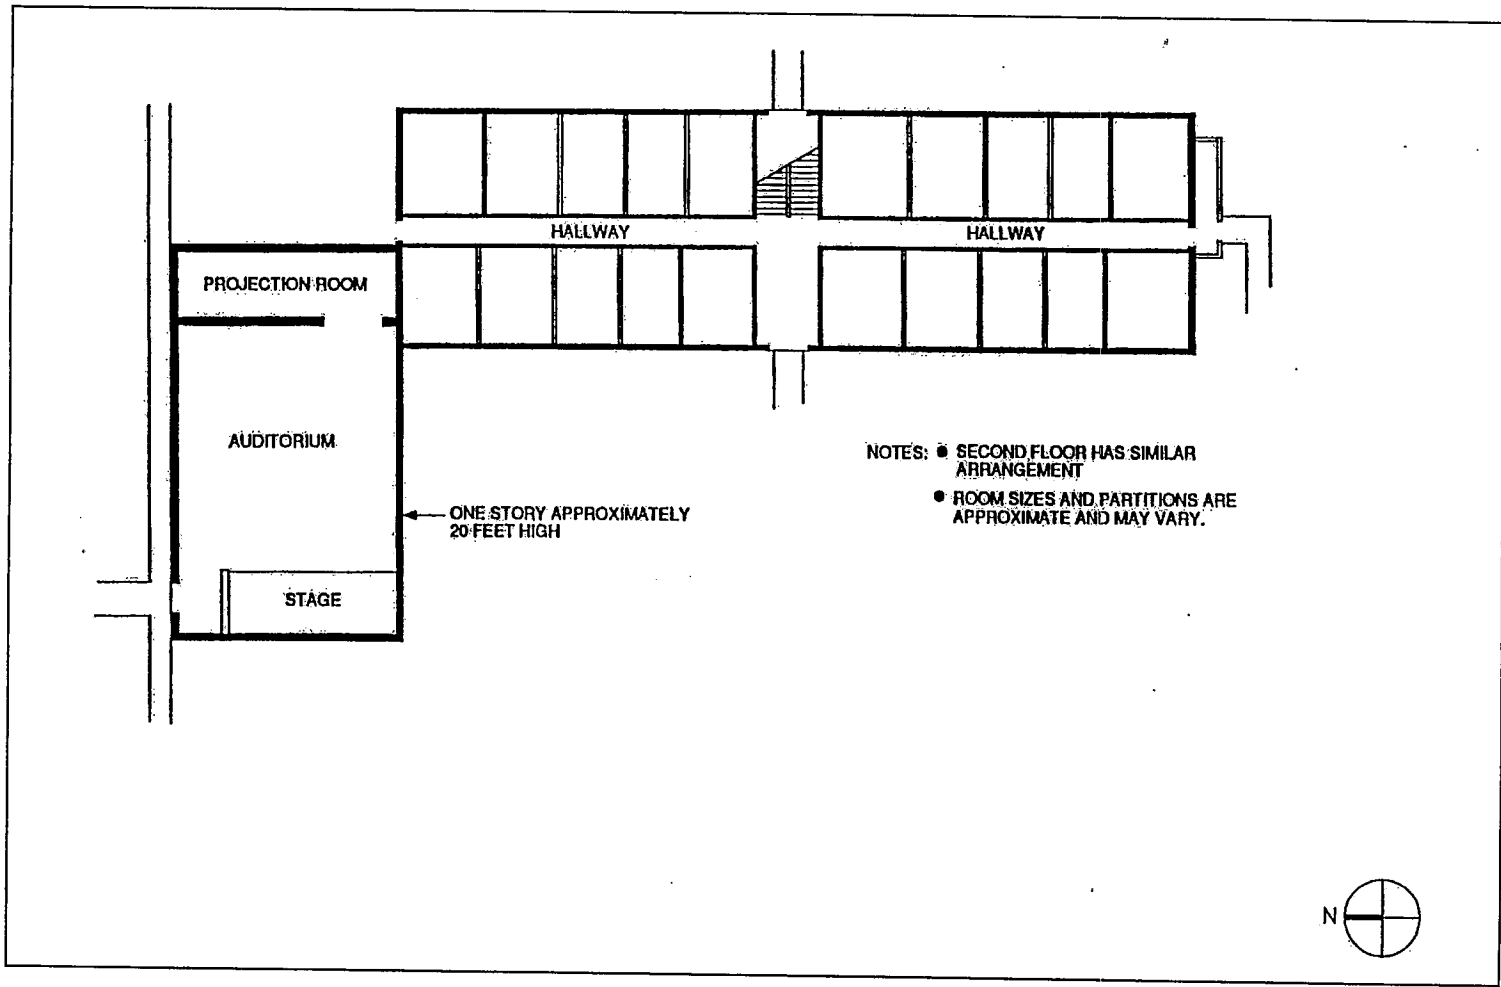 HALLWAY
HALLWAY
PROJECTION ROOM
AUDITORIUM
NOTES: ● SECOND FLOOR HAS SIMILAR
ARRANGEMENT
● ROOM SIZES AND PARTITIONS ARE
APPROXIMATE AND MAY VARY.
ONE STORY APPROXIMATELY
20 FEET HIGH
STAGE
N